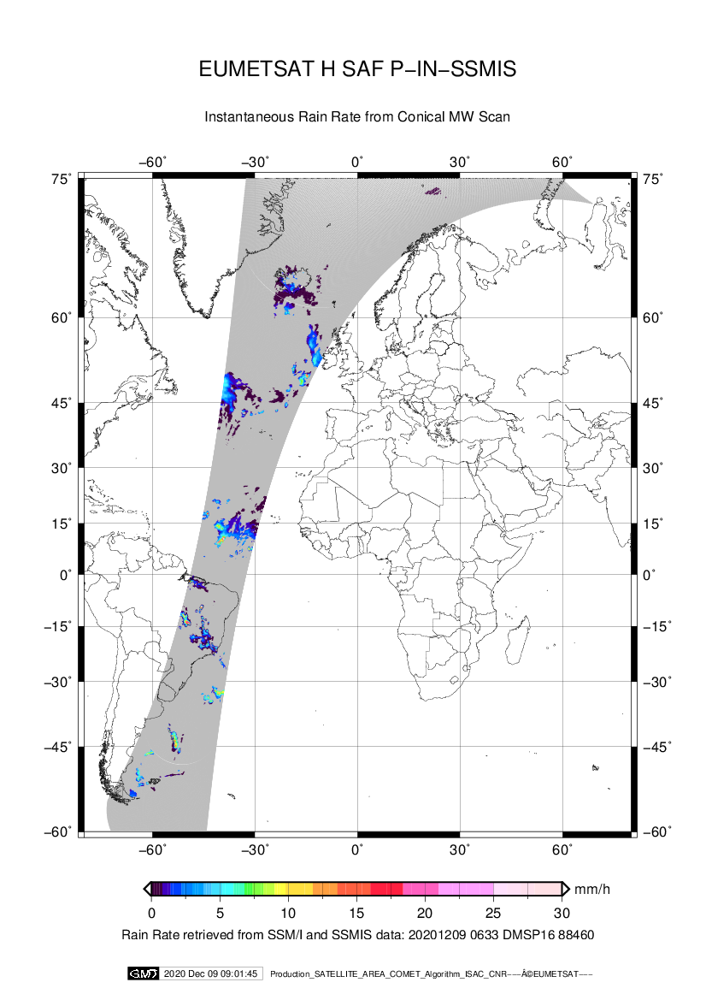 EUMETSAT H SAF P−IN−SSMIS
Instantaneous Rain Rate from Conical MW Scan
−60˚ −30˚ 0˚ 30˚ 60˚
75˚ 75˚
60˚ 60˚
45˚ 45˚
30˚ 30˚
15˚ 15˚
0˚ 0˚
−15˚ −15˚
−30˚ −30˚
−45˚ −45˚
−60˚ −60˚
−60˚ −30˚ 0˚ 30˚ 60˚
mm/h
0 5 10 15 20 25 30
Rain Rate retrieved from SSM/I and SSMIS data: 20201209 0633 DMSP16 88460
GMT 2020 Dec 09 09:01:45 Production_SATELLITE_AREA_COMET_Algorithm_ISAC_CNR−−−Â©EUMETSAT−−−